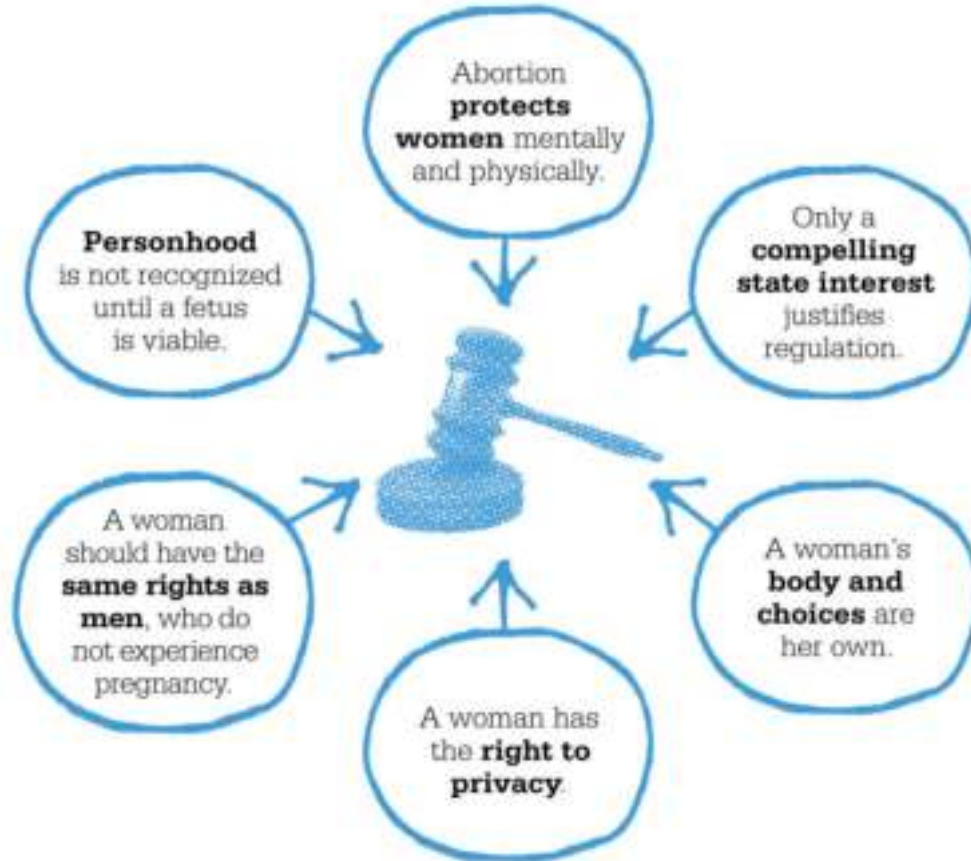 Abortion
protects
women mentally
and physically.
Personhood
is not recognized
until a fetus
is viable.
Only a
compelling
state interest
justifies
regulation.
A woman
should have the
same rights as
men, who do
not experience
pregnancy.
A woman's
body and
choices are
her own.
A woman has
the right to
privacy.